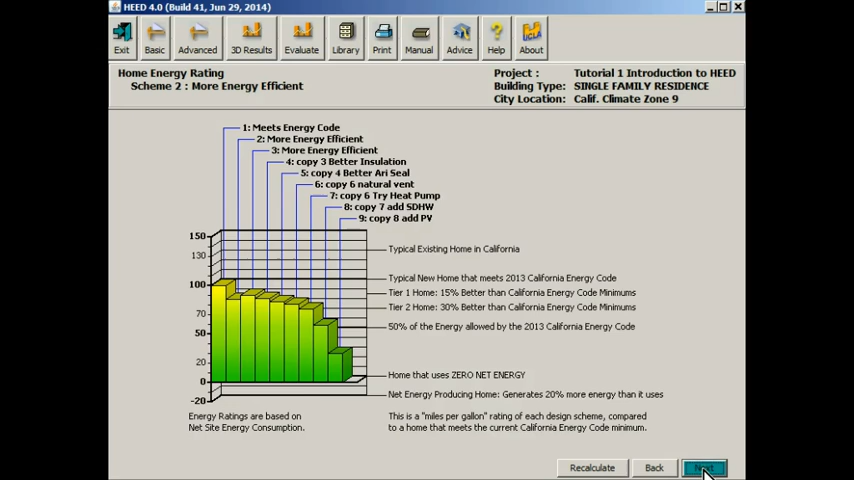 HEED 4.0 (Build 41, Jun 29, 2014)
Exit Basic Advanced 3D Results Evaluate Library Print Manual Advice Help About
Home Energy Rating
Scheme 2 : More Energy Efficient
Project : Tutorial 1 Introduction to HEED
Building Type: SINGLE FAMILY RESIDENCE
City Location: Calif. Climate Zone 9
1: Meets Energy Code
2: More Energy Efficient
3: More Energy Efficient
4: copy 3 Better Insulation
5: copy 4 Better Ari Seal
6: copy 6 natural vent
7: copy 6 Try Heat Pump
8: copy 7 add SDHW
9: copy 8 add PV
150
130 Typical Existing Home in California
Typical New Home that meets 2013 California Energy Code
100 Tier 1 Home: 15% Better than California Energy Code Minimums
70 Tier 2 Home: 30% Better than California Energy Code Minimums
50 50% of the Energy allowed by the 2013 California Energy Code
20
0 Home that uses ZERO NET ENERGY
-20 Net Energy Producing Home: Generates 20% more energy than it uses
Energy Ratings are based on
Net Site Energy Consumption.
This is a "miles per gallon" rating of each design scheme, compared
to a home that meets the current California Energy Code minimum.
Recalculate Back Next